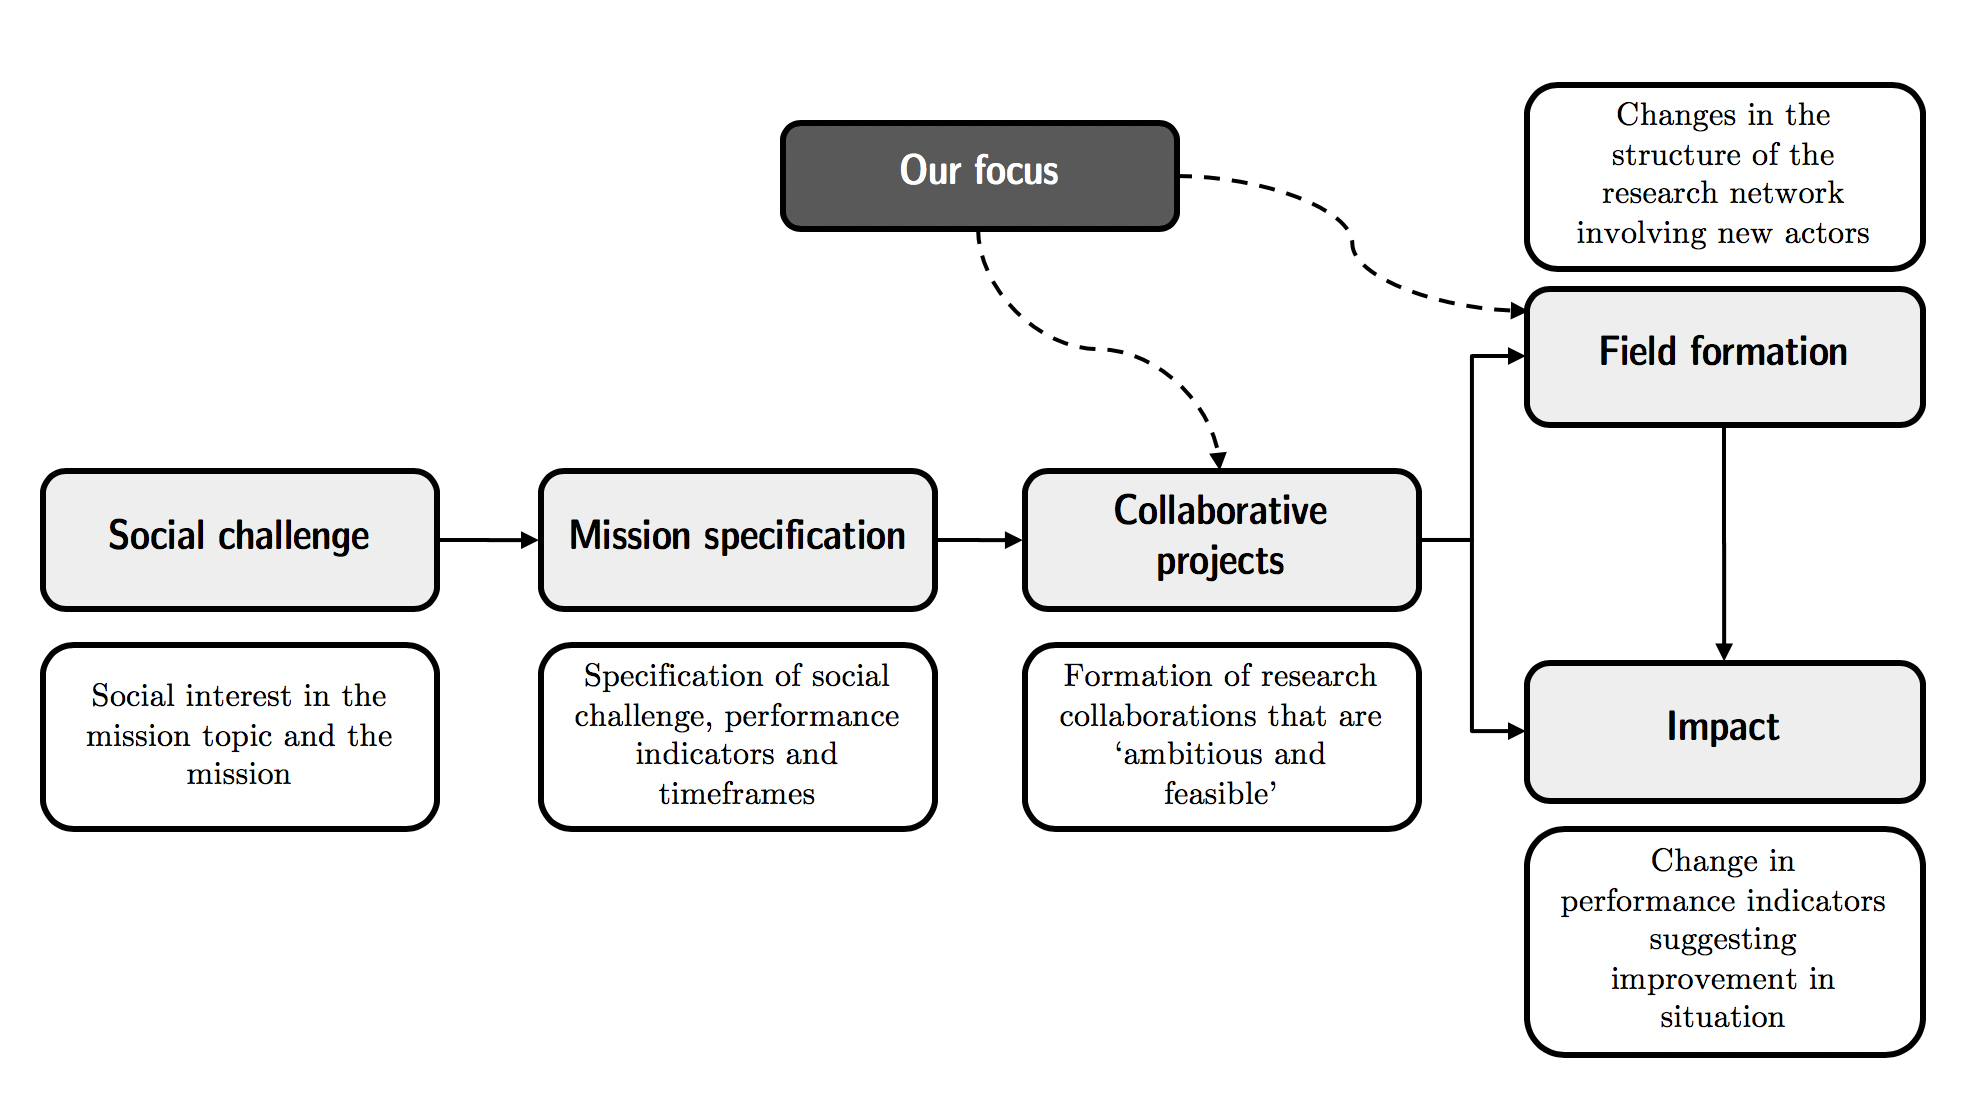 Our focus
Changes in the
structure of the
research network
involving new actors
Field formation
Social challenge
Mission specification
Collaborative
projects
Social interest in the
mission topic and the
mission
Specification of social
challenge, performance
indicators and
timeframes
Formation of research
collaborations that are
‘ambitious and
feasible’
Impact
Change in
performance indicators
suggesting
improvement in
situation